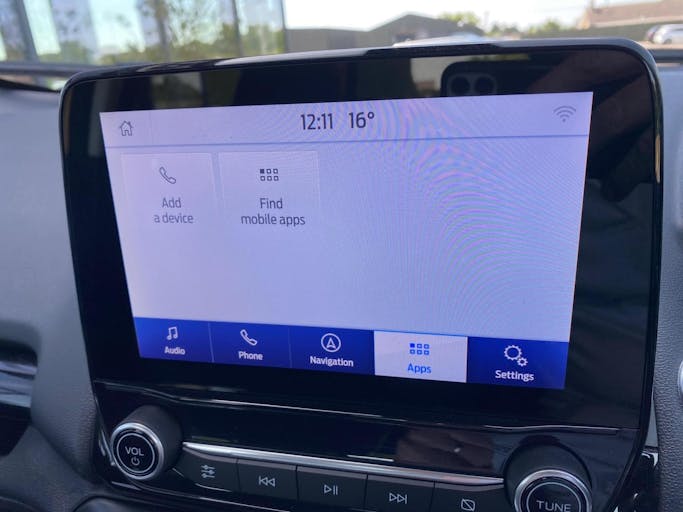 12:11 16°
Add
a device
Find
mobile apps
Audio
Phone
Navigation
Apps
Settings
VOL
TUNE